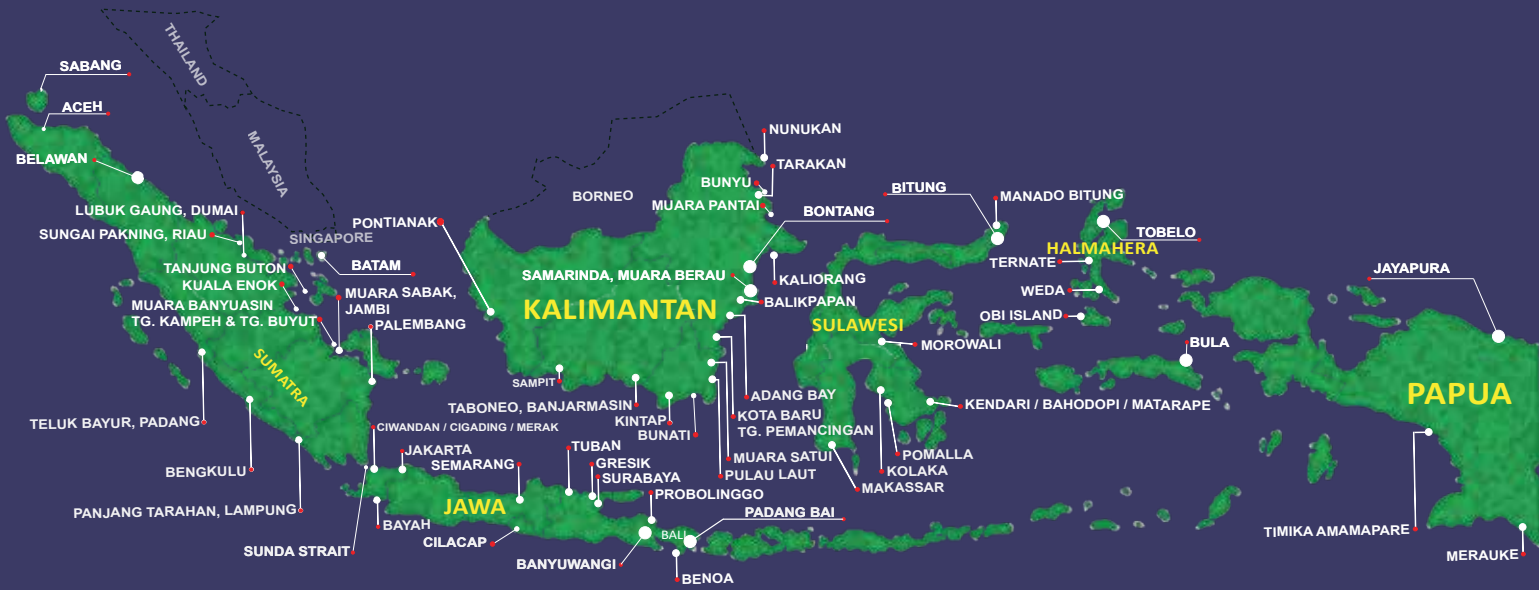 THAILAND
MALAYSIA
SABANG
ACEH
BELAWAN
LUBUK GAUNG, DUMAI
SUNGAI PAKNING, RIAU
SINGAPORE
BATAM
TANJUNG BUTON
KUALA ENOK
MUARA BANYUASIN
TG. KAMPEH & TG. BUYUT
MUARA SABAK,
JAMBI
PALEMBANG
SUMATRA
TELUK BAYUR, PADANG
BENGKULU
PANJANG TARAHAN, LAMPUNG
SUNDA STRAIT
CIWANDAN / CIGADING / MERAK
JAKARTA
SEMARANG
TUBAN
GRESIK
SURABAYA
PROBOLINGGO
JAWA
BAYAH
CILACAP
BANYUWANGI
BALI
PADANG BAI
BENOA
PONTIANAK
BORNEO
NUNUKAN
TARAKAN
BUNYU
MUARA PANTAI
BONTANG
SAMARINDA, MUARA BERAU
KALIORANG
KALIMANTAN
BALIKPAPAN
SAMPIT
TABONEO, BANJARMASIN
KINTAP
BUNATI
ADANG BAY
KOTA BARU
TG. PEMANCINGAN
MUARA SATUI
PULAU LAUT
BITUNG
MANADO BITUNG
SULAWESI
MOROWALI
KENDARI / BAHODOPI / MATARAPE
POMALLA
KOLAKA
MAKASSAR
TOBELO
HALMAHERA
TERNATE
WEDA
OBI ISLAND
BULA
JAYAPURA
PAPUA
TIMIKA AMAMAPARE
MERAUKE